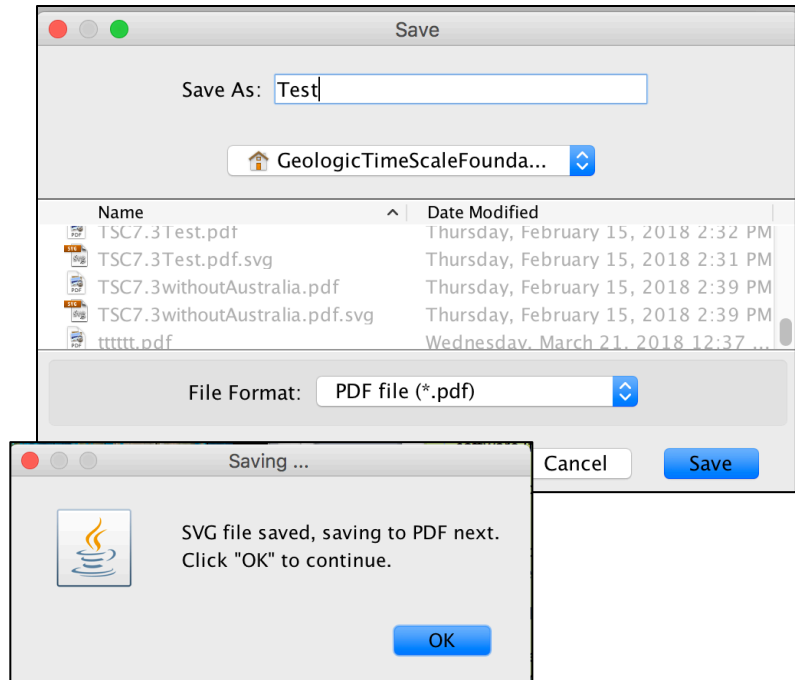 Save
Save As: Test
GeologicTimeScaleFounda...
Name Date Modified
TSC7.3Test.pdf Thursday, February 15, 2018 2:32 PM
TSC7.3Test.pdf.svg Thursday, February 15, 2018 2:31 PM
TSC7.3withoutAustralia.pdf Thursday, February 15, 2018 2:39 PM
TSC7.3withoutAustralia.pdf.svg Thursday, February 15, 2018 2:39 PM
tttttt.pdf Wednesday, March 21, 2018 12:37 ...
File Format: PDF file (*.pdf)
Cancel Save
Saving ...
SVG file saved, saving to PDF next.
Click "OK" to continue.
OK